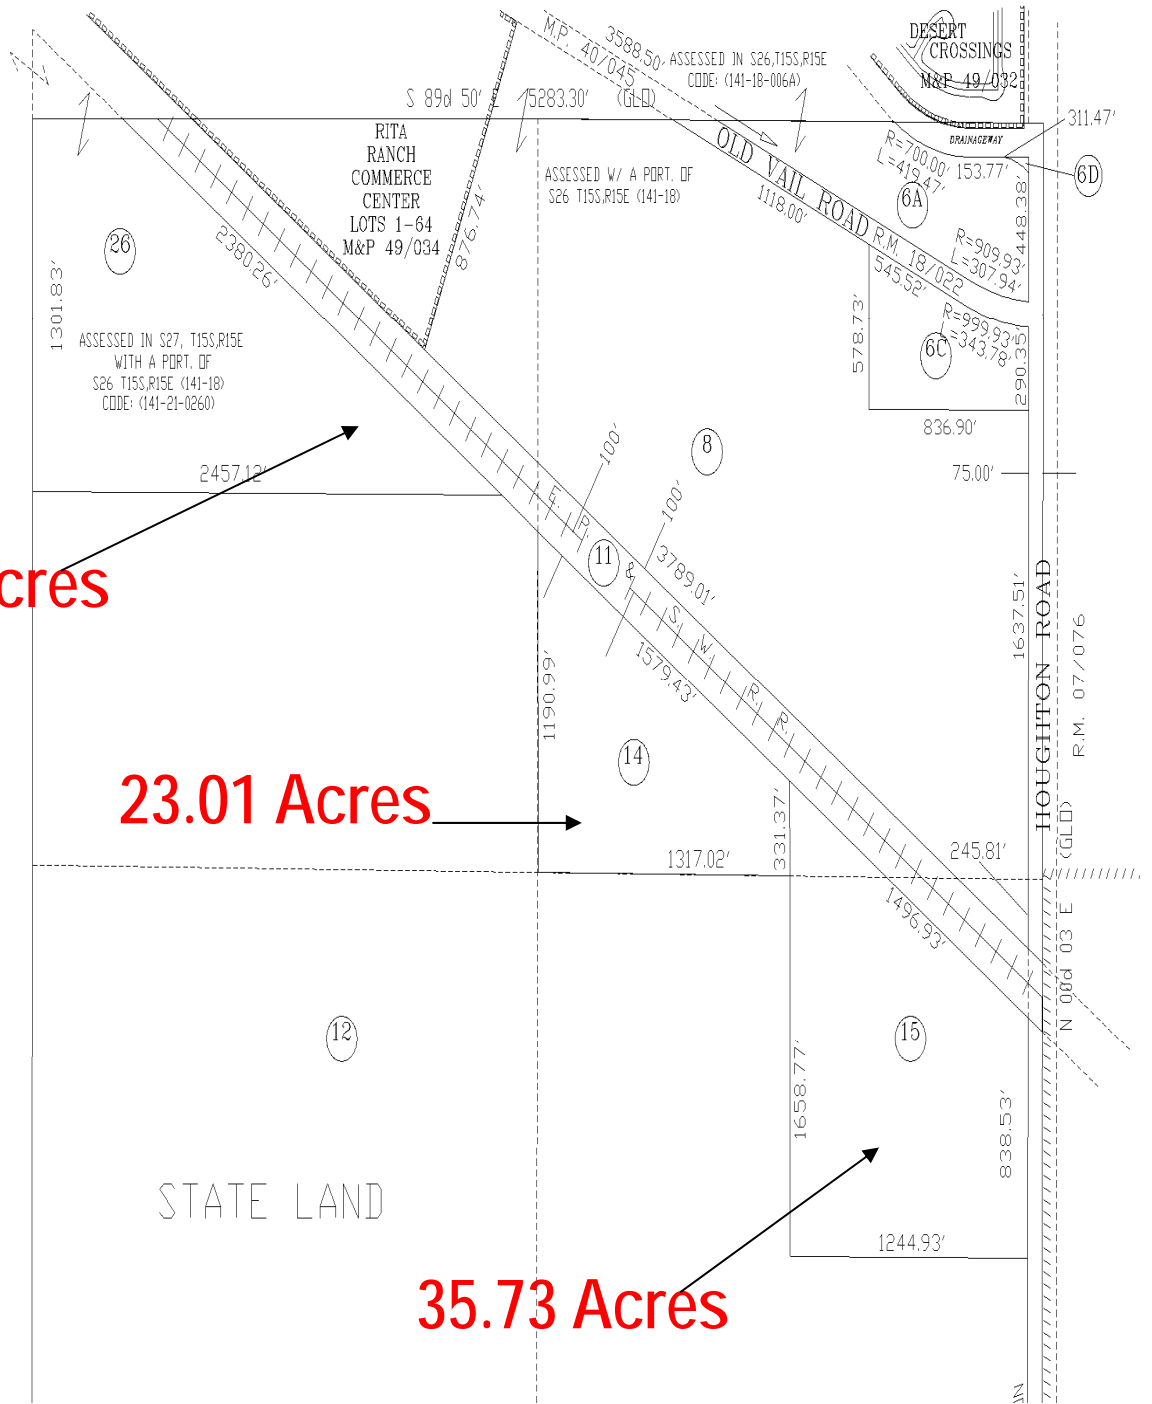 DESERT
CROSSINGS
M&P 49/032
M.P. 40/045
3588.50
ASSESSED IN S26,T15S,R15E
CODE: (141-18-006A)
S 89d 50' E 5283.30' (GLO)
311.47'
DRAINAGEWAY
RITA
RANCH
COMMERCE
CENTER
LOTS 1-64
M&P 49/034
876.74'
ASSESSED W/ A PORT. OF
S26 T15S,R15E (141-18)
OLD VAIL ROAD
R.M. 18/022
1118.00'
R=700.00'
L=419.47'
153.77'
6D
6A
448.38'
R=909.93'
L=307.94'
545.52'
R=999.93'
L=343.78'
6C
578.73'
290.35'
836.90'
26
2380.26'
1301.83'
ASSESSED IN S27, T15S,R15E
WITH A PORT. OF
S26 T15S,R15E (141-18)
CODE: (141-21-0260)
2457.12'
8
75.00'
100'
100'
E. P. & S. W. R. R.
11
3789.01'
1579.43'
cres
1190.99'
1637.51'
HOUGHTON ROAD
R.M. 07/076
14
23.01 Acres
1317.02'
331.37'
245.81'
(GLO)
N 00d 03 E
1496.93'
12
15
1658.77'
838.53'
STATE LAND
1244.93'
35.73 Acres